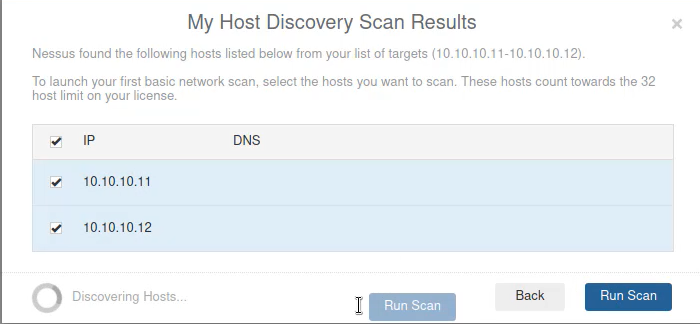 My Host Discovery Scan Results
×
Nessus found the following hosts listed below from your list of targets (10.10.10.11-10.10.10.12).
To launch your first basic network scan, select the hosts you want to scan. These hosts count towards the 32
host limit on your license.
IP DNS
10.10.10.11
10.10.10.12
Discovering Hosts... Run Scan Back Run Scan